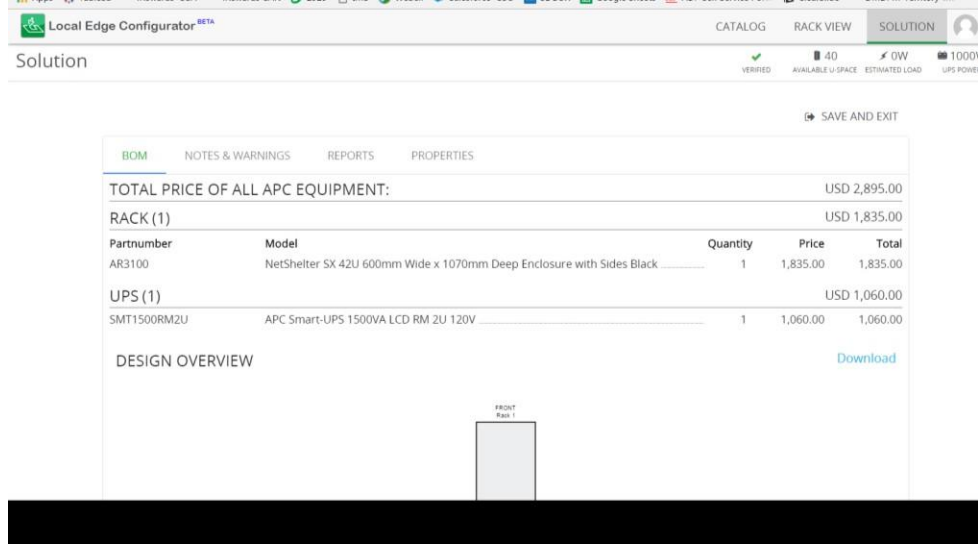 Local Edge Configurator BETA
CATALOG RACK VIEW SOLUTION
Solution
40 0W 1000
VERIFIED AVAILABLE U-SPACE ESTIMATED LOAD UPS
SAVE AND EXIT
BOM NOTES & WARNINGS REPORTS PROPERTIES
TOTAL PRICE OF ALL APC EQUIPMENT: USD 2,895.00
RACK (1) USD 1,835.00
Partnumber Model Quantity Price Total
AR3100 NetShelter SX 42U 600mm Wide x 1070mm Deep Enclosure with Sides Black 1 1,835.00 1,835.00
UPS (1) USD 1,060.00
SMT1500RM2U APC Smart-UPS 1500VA LCD RM 2U 120V 1 1,060.00 1,060.00
DESIGN OVERVIEW Download
FRONT
Rack 1